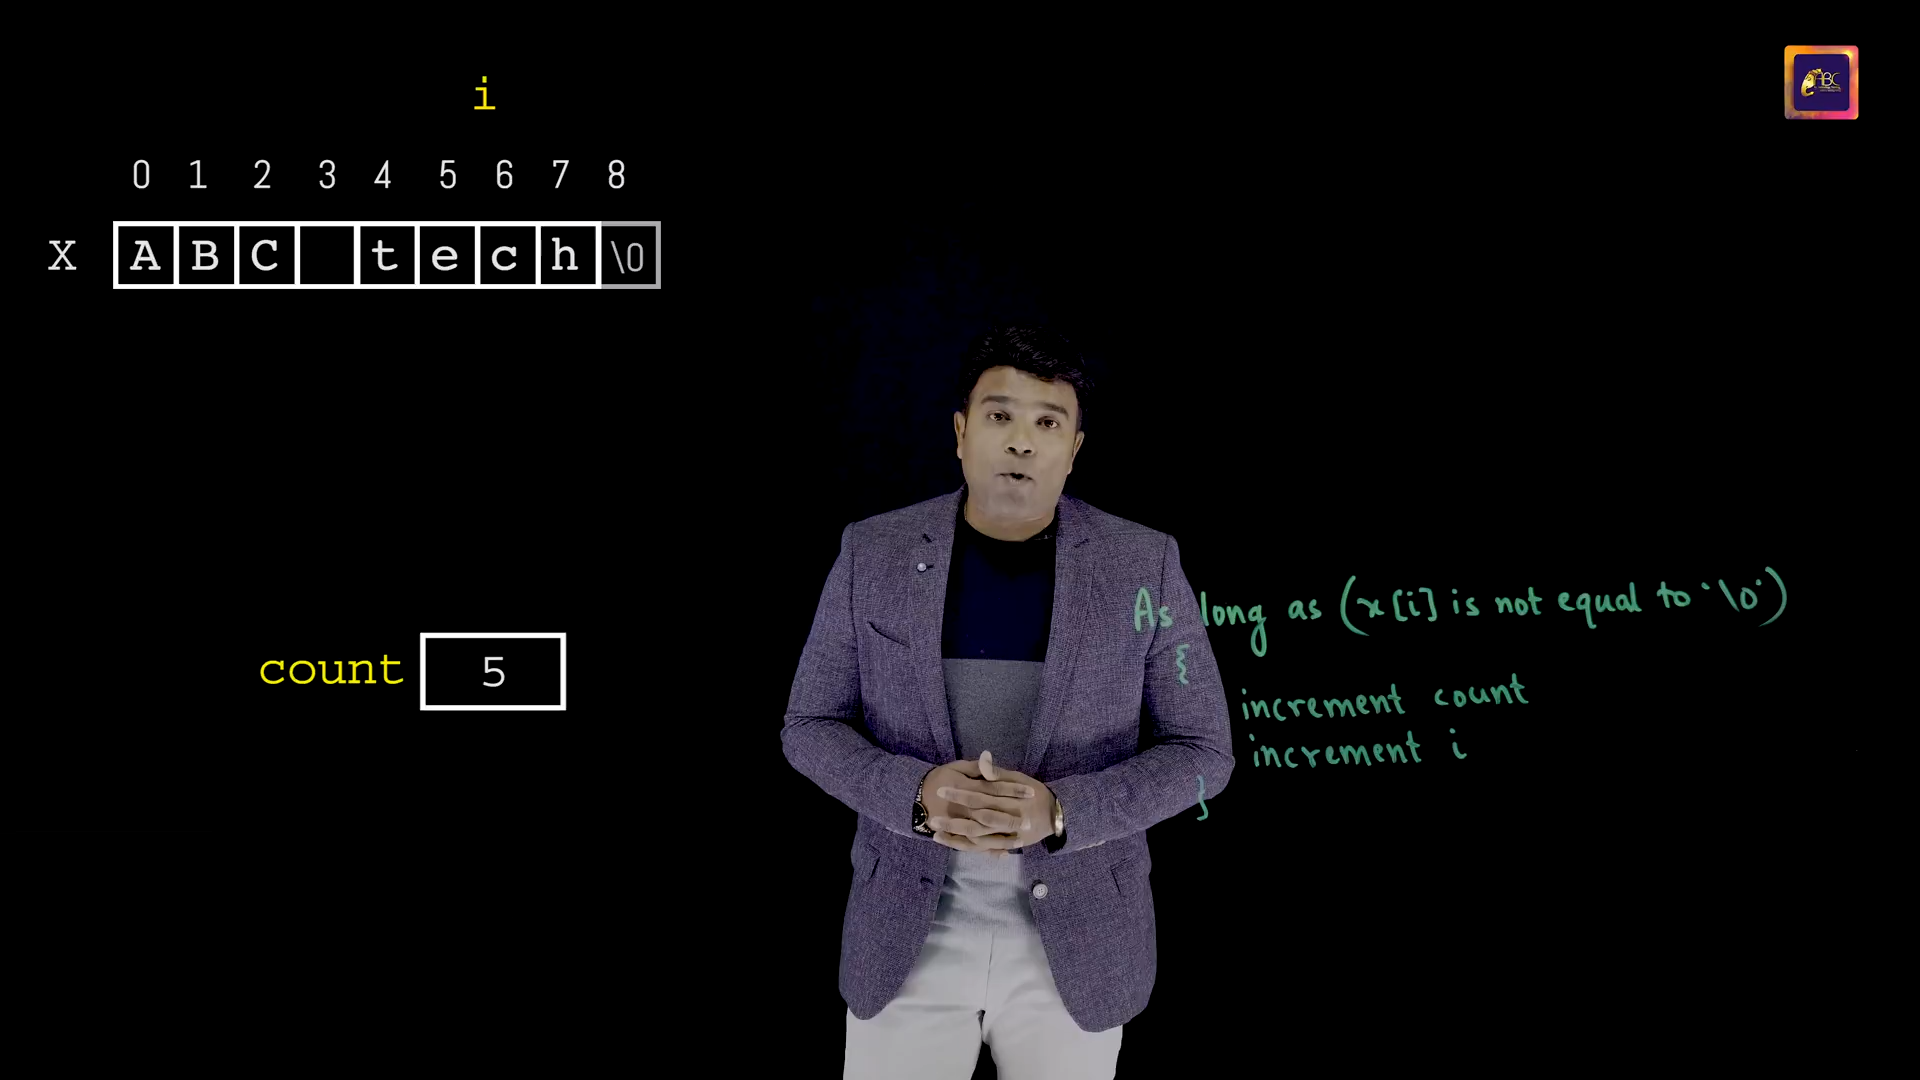 i
0 1 2 3 4 5 6 7 8
X A B C t e c h \0
count 5
As long as (x[i] is not equal to '\0')
{
increment count
increment i
}
ABC